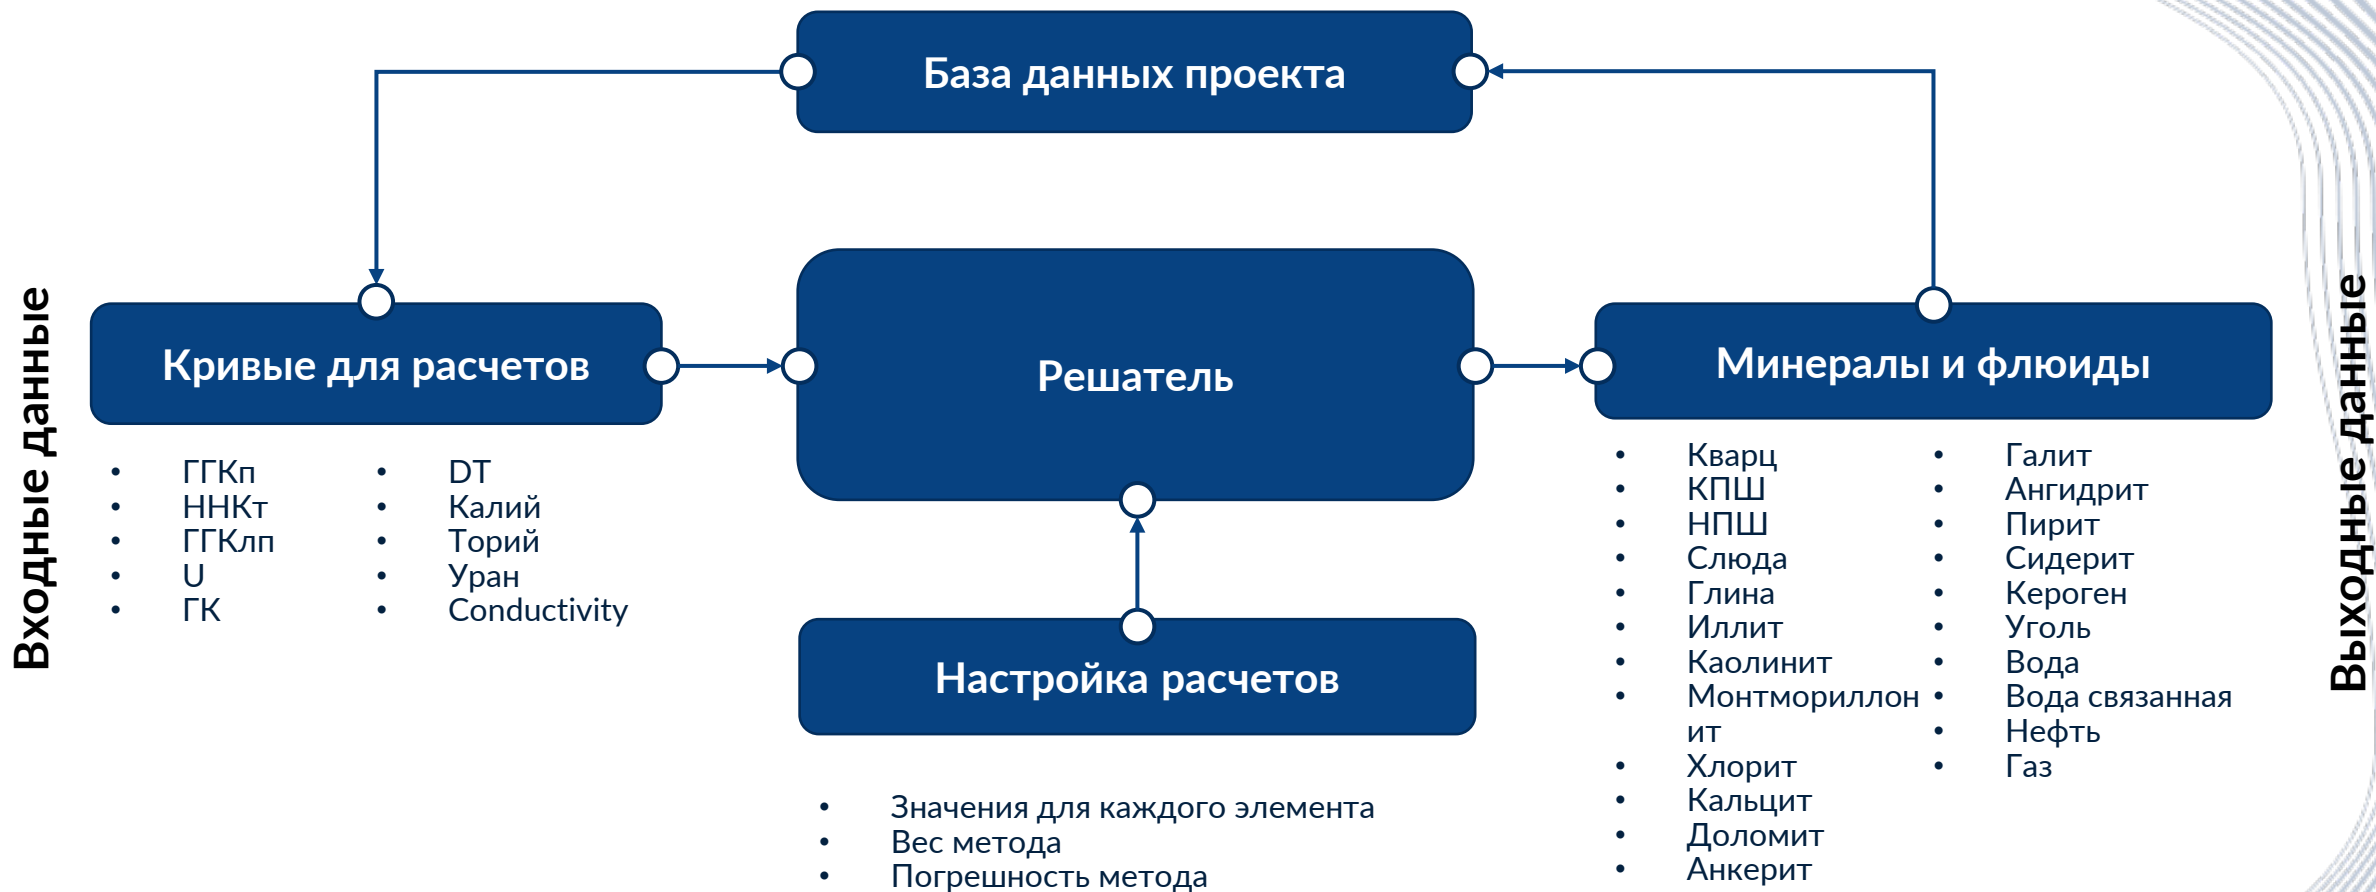 База данных проекта
Входные данные
Кривые для расчетов
• ГГКп
• ННКт
• ГГКлп
• U
• ГК
• DT
• Калий
• Торий
• Уран
• Conductivity
Решатель
Настройка расчетов
• Значения для каждого элемента
• Вес метода
• Погрешность метода
Минералы и флюиды
• Кварц
• КПШ
• НПШ
• Слюда
• Глина
• Иллит
• Каолинит
• Монтмориллон
ит
• Хлорит
• Кальцит
• Доломит
• Анкерит
• Галит
• Ангидрит
• Пирит
• Сидерит
• Кероген
• Уголь
• Вода
• Вода связанная
• Нефть
• Газ
Выходные данные